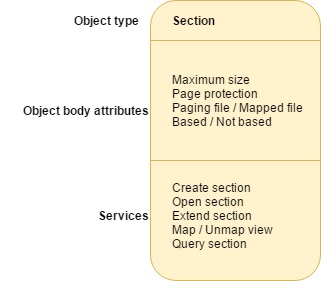 Object type Section
Maximum size
Page protection
Object body attributes Paging file / Mapped file
Based / Not based
Create section
Open section
Services Extend section
Map / Unmap view
Query section